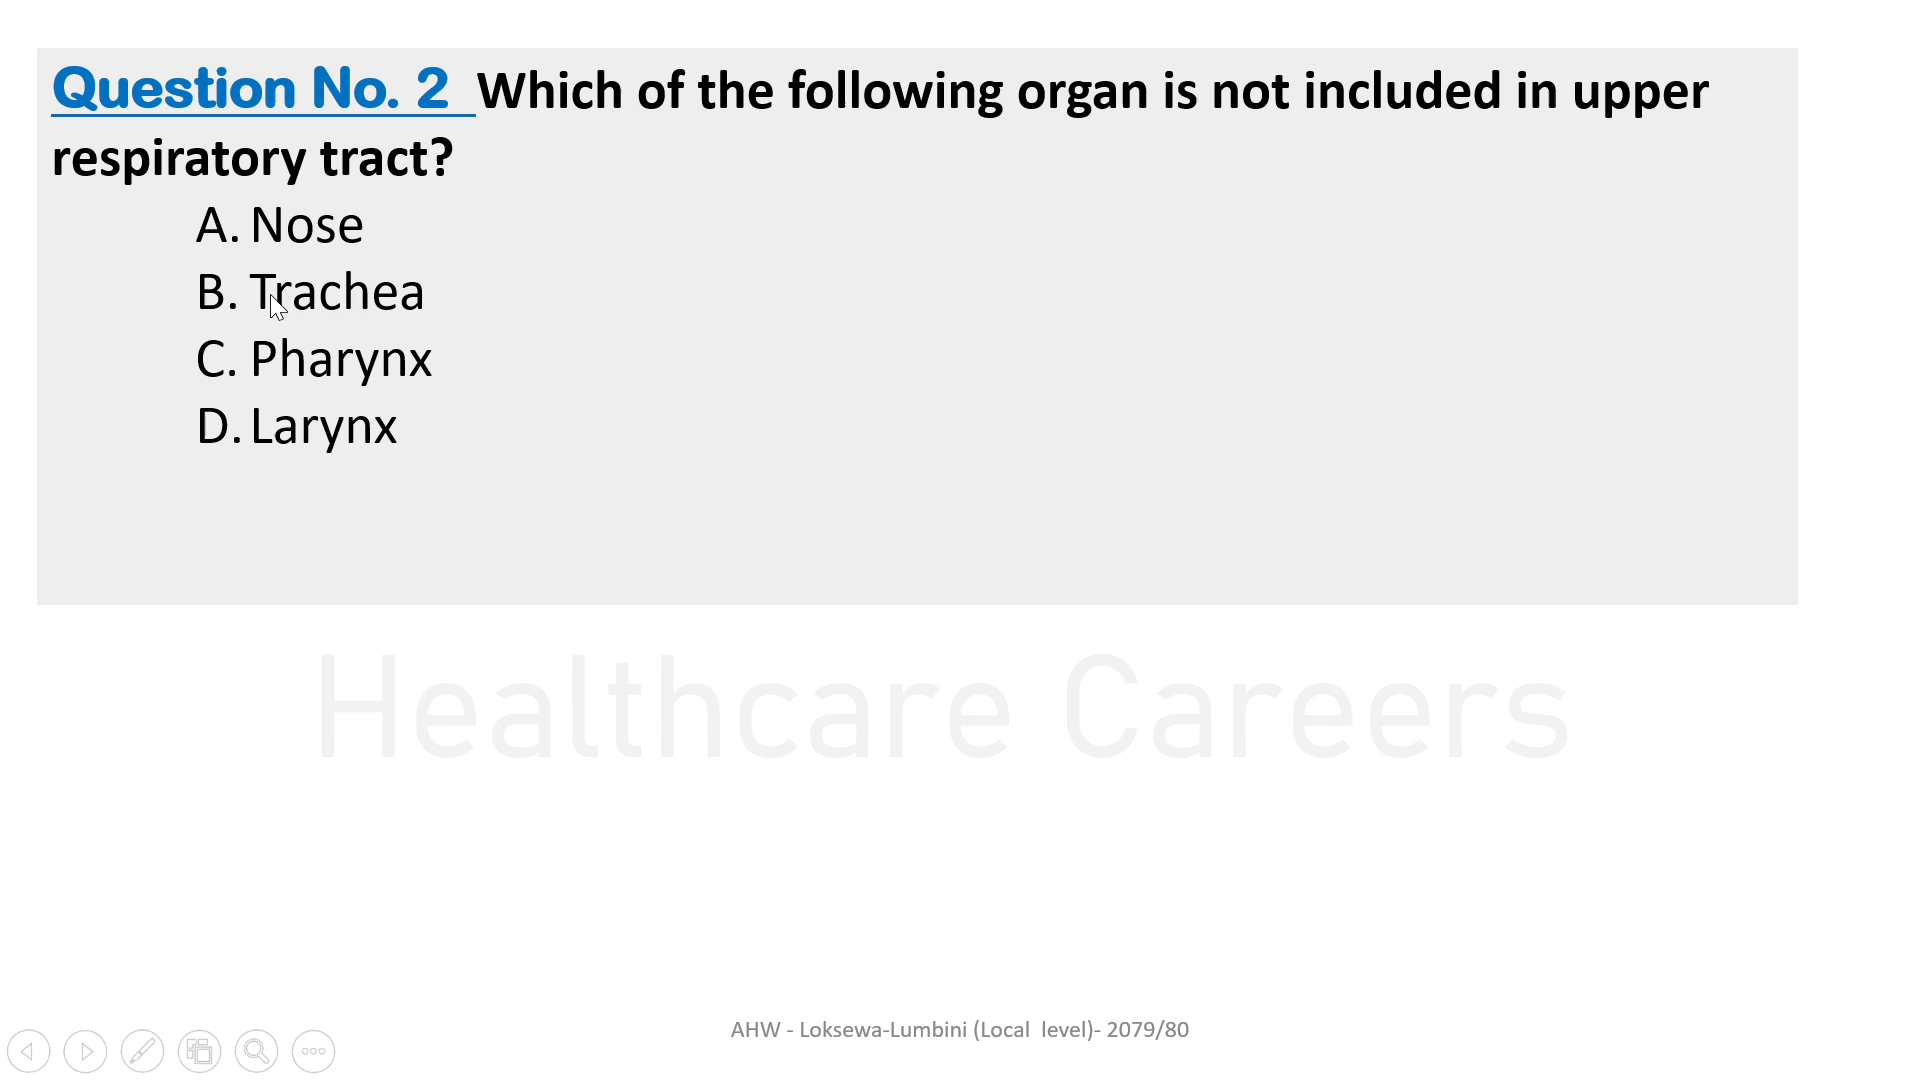 Question No. 2 Which of the following organ is not included in upper
respiratory tract?
A. Nose
B. Trachea
C. Pharynx
D. Larynx
Healthcare Careers
AHW - Loksewa-Lumbini (Local level)- 2079/80